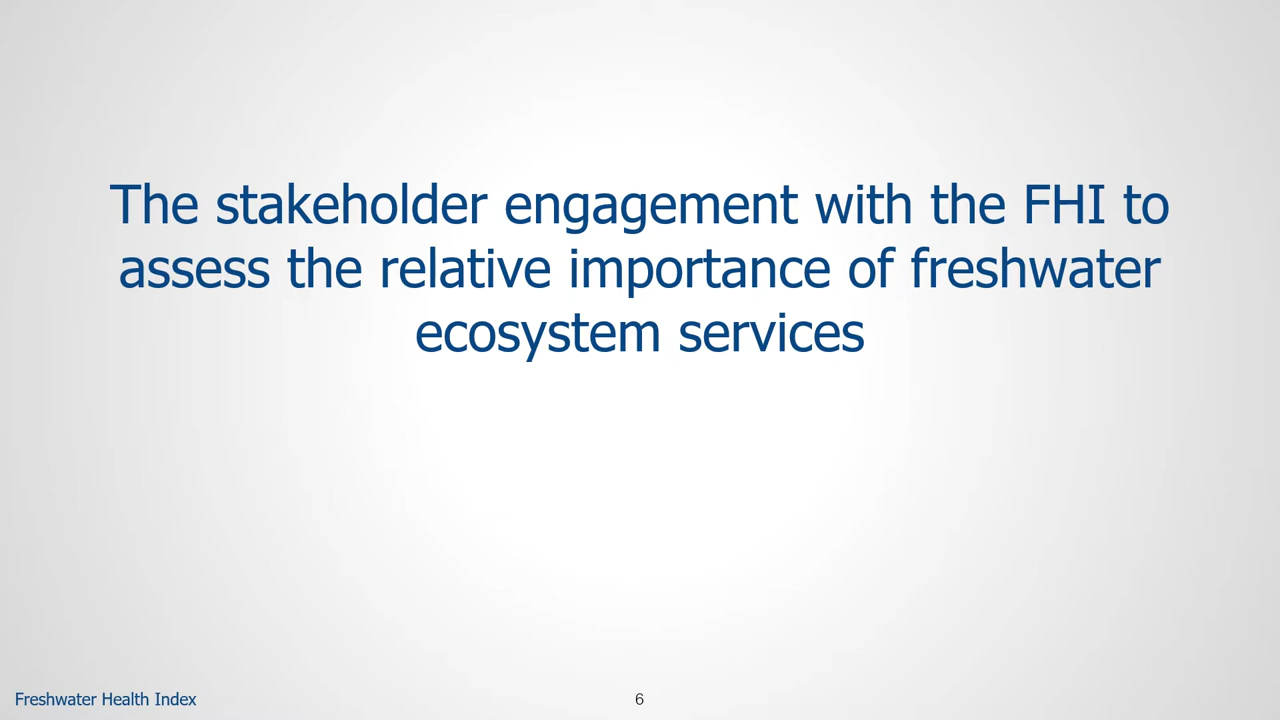 The stakeholder engagement with the FHI to
assess the relative importance of freshwater
ecosystem services
Freshwater Health Index
6